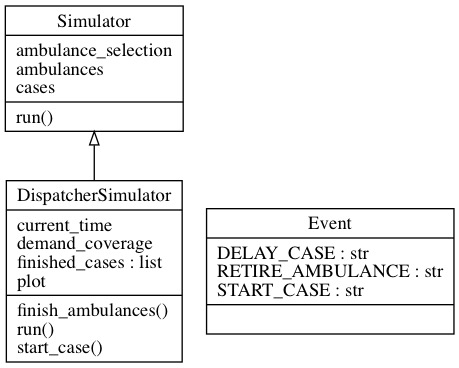 Simulator
ambulance_selection
ambulances
cases
run()
DispatcherSimulator
current_time
demand_coverage
finished_cases : list
plot
finish_ambulances()
run()
start_case()
Event
DELAY_CASE : str
RETIRE_AMBULANCE : str
START_CASE : str